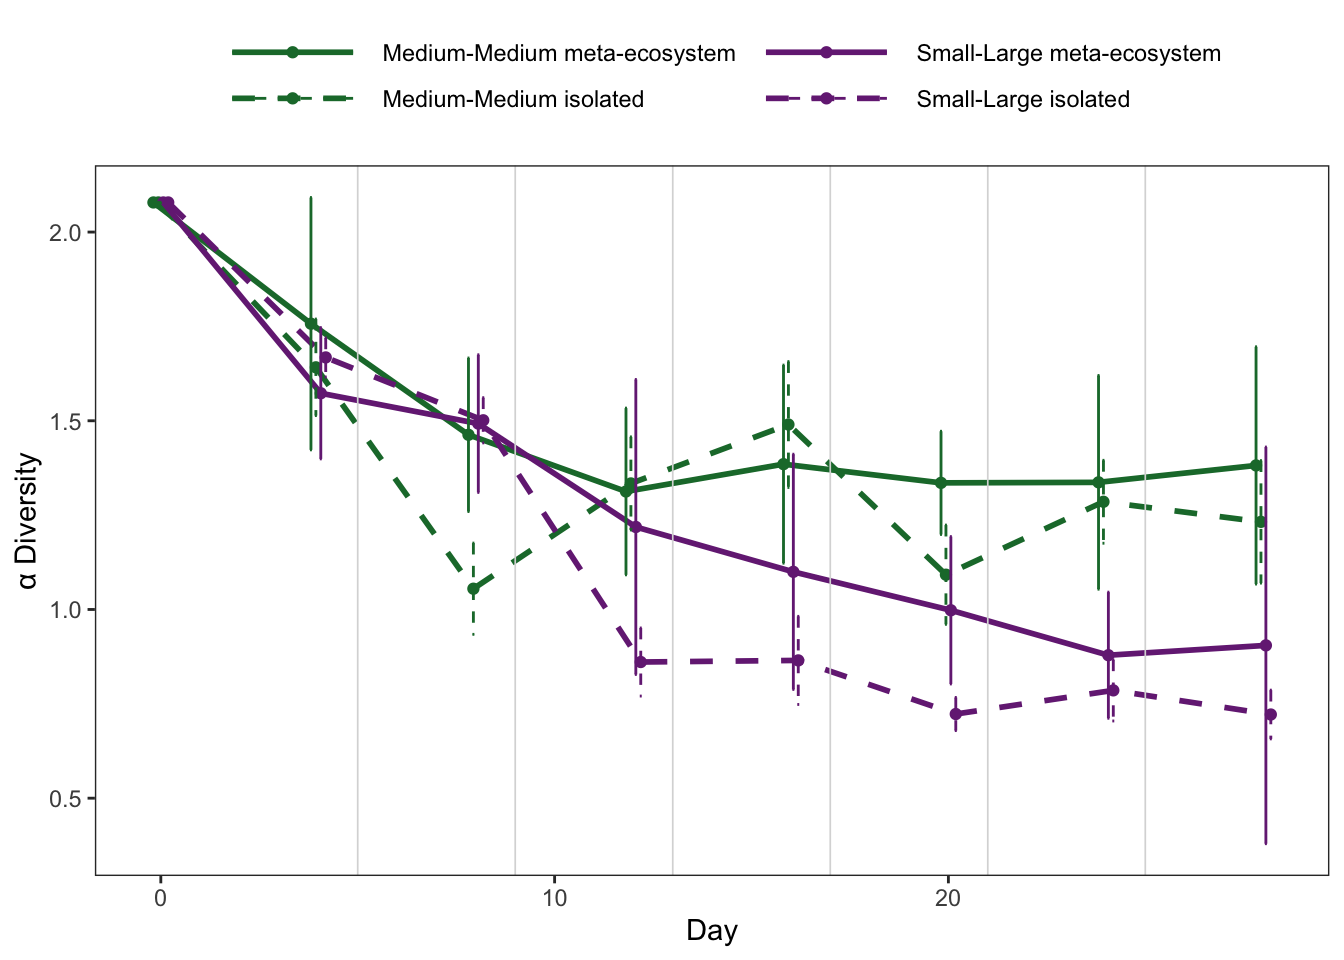 Medium-Medium meta-ecosystem
Small-Large meta-ecosystem
Medium-Medium isolated
Small-Large isolated
α Diversity
2.0
1.5
1.0
0.5
0
10
20
Day